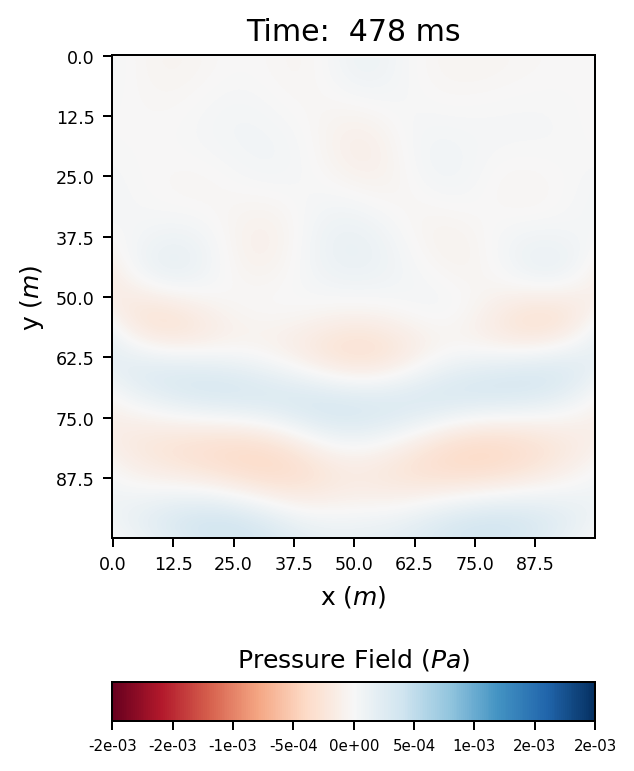 Time:  478 ms
0.0
12.5
25.0
37.5
50.0
62.5
75.0
87.5
y (m)
0.0 12.5 25.0 37.5 50.0 62.5 75.0 87.5
x (m)
Pressure Field (Pa)
-2e-03 -2e-03 -1e-03 -5e-04 0e+00 5e-04 1e-03 2e-03 2e-03